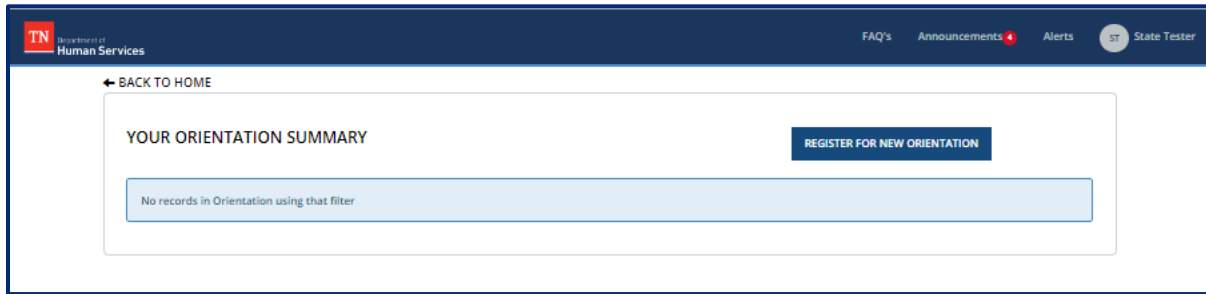 TN Department of
Human Services
FAQ's Announcements 4 Alerts ST State Tester
← BACK TO HOME
YOUR ORIENTATION SUMMARY
REGISTER FOR NEW ORIENTATION
No records in Orientation using that filter